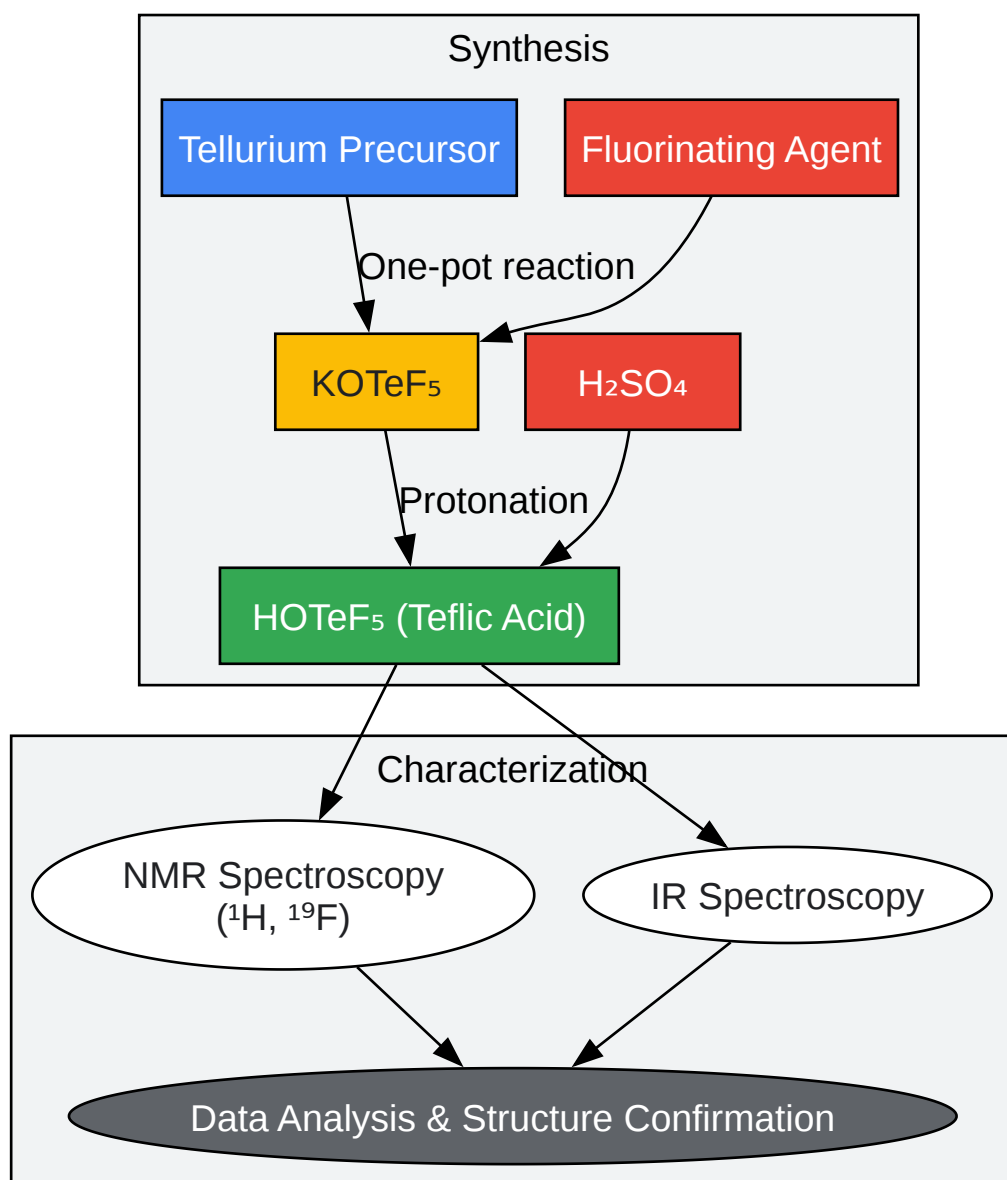 Synthesis
Tellurium Precursor
Fluorinating Agent
One-pot reaction
KOTeF₅
H₂SO₄
Protonation
HOTeF₅ (Teflic Acid)
Characterization
NMR Spectroscopy
(¹H, ¹⁹F)
IR Spectroscopy
Data Analysis & Structure Confirmation